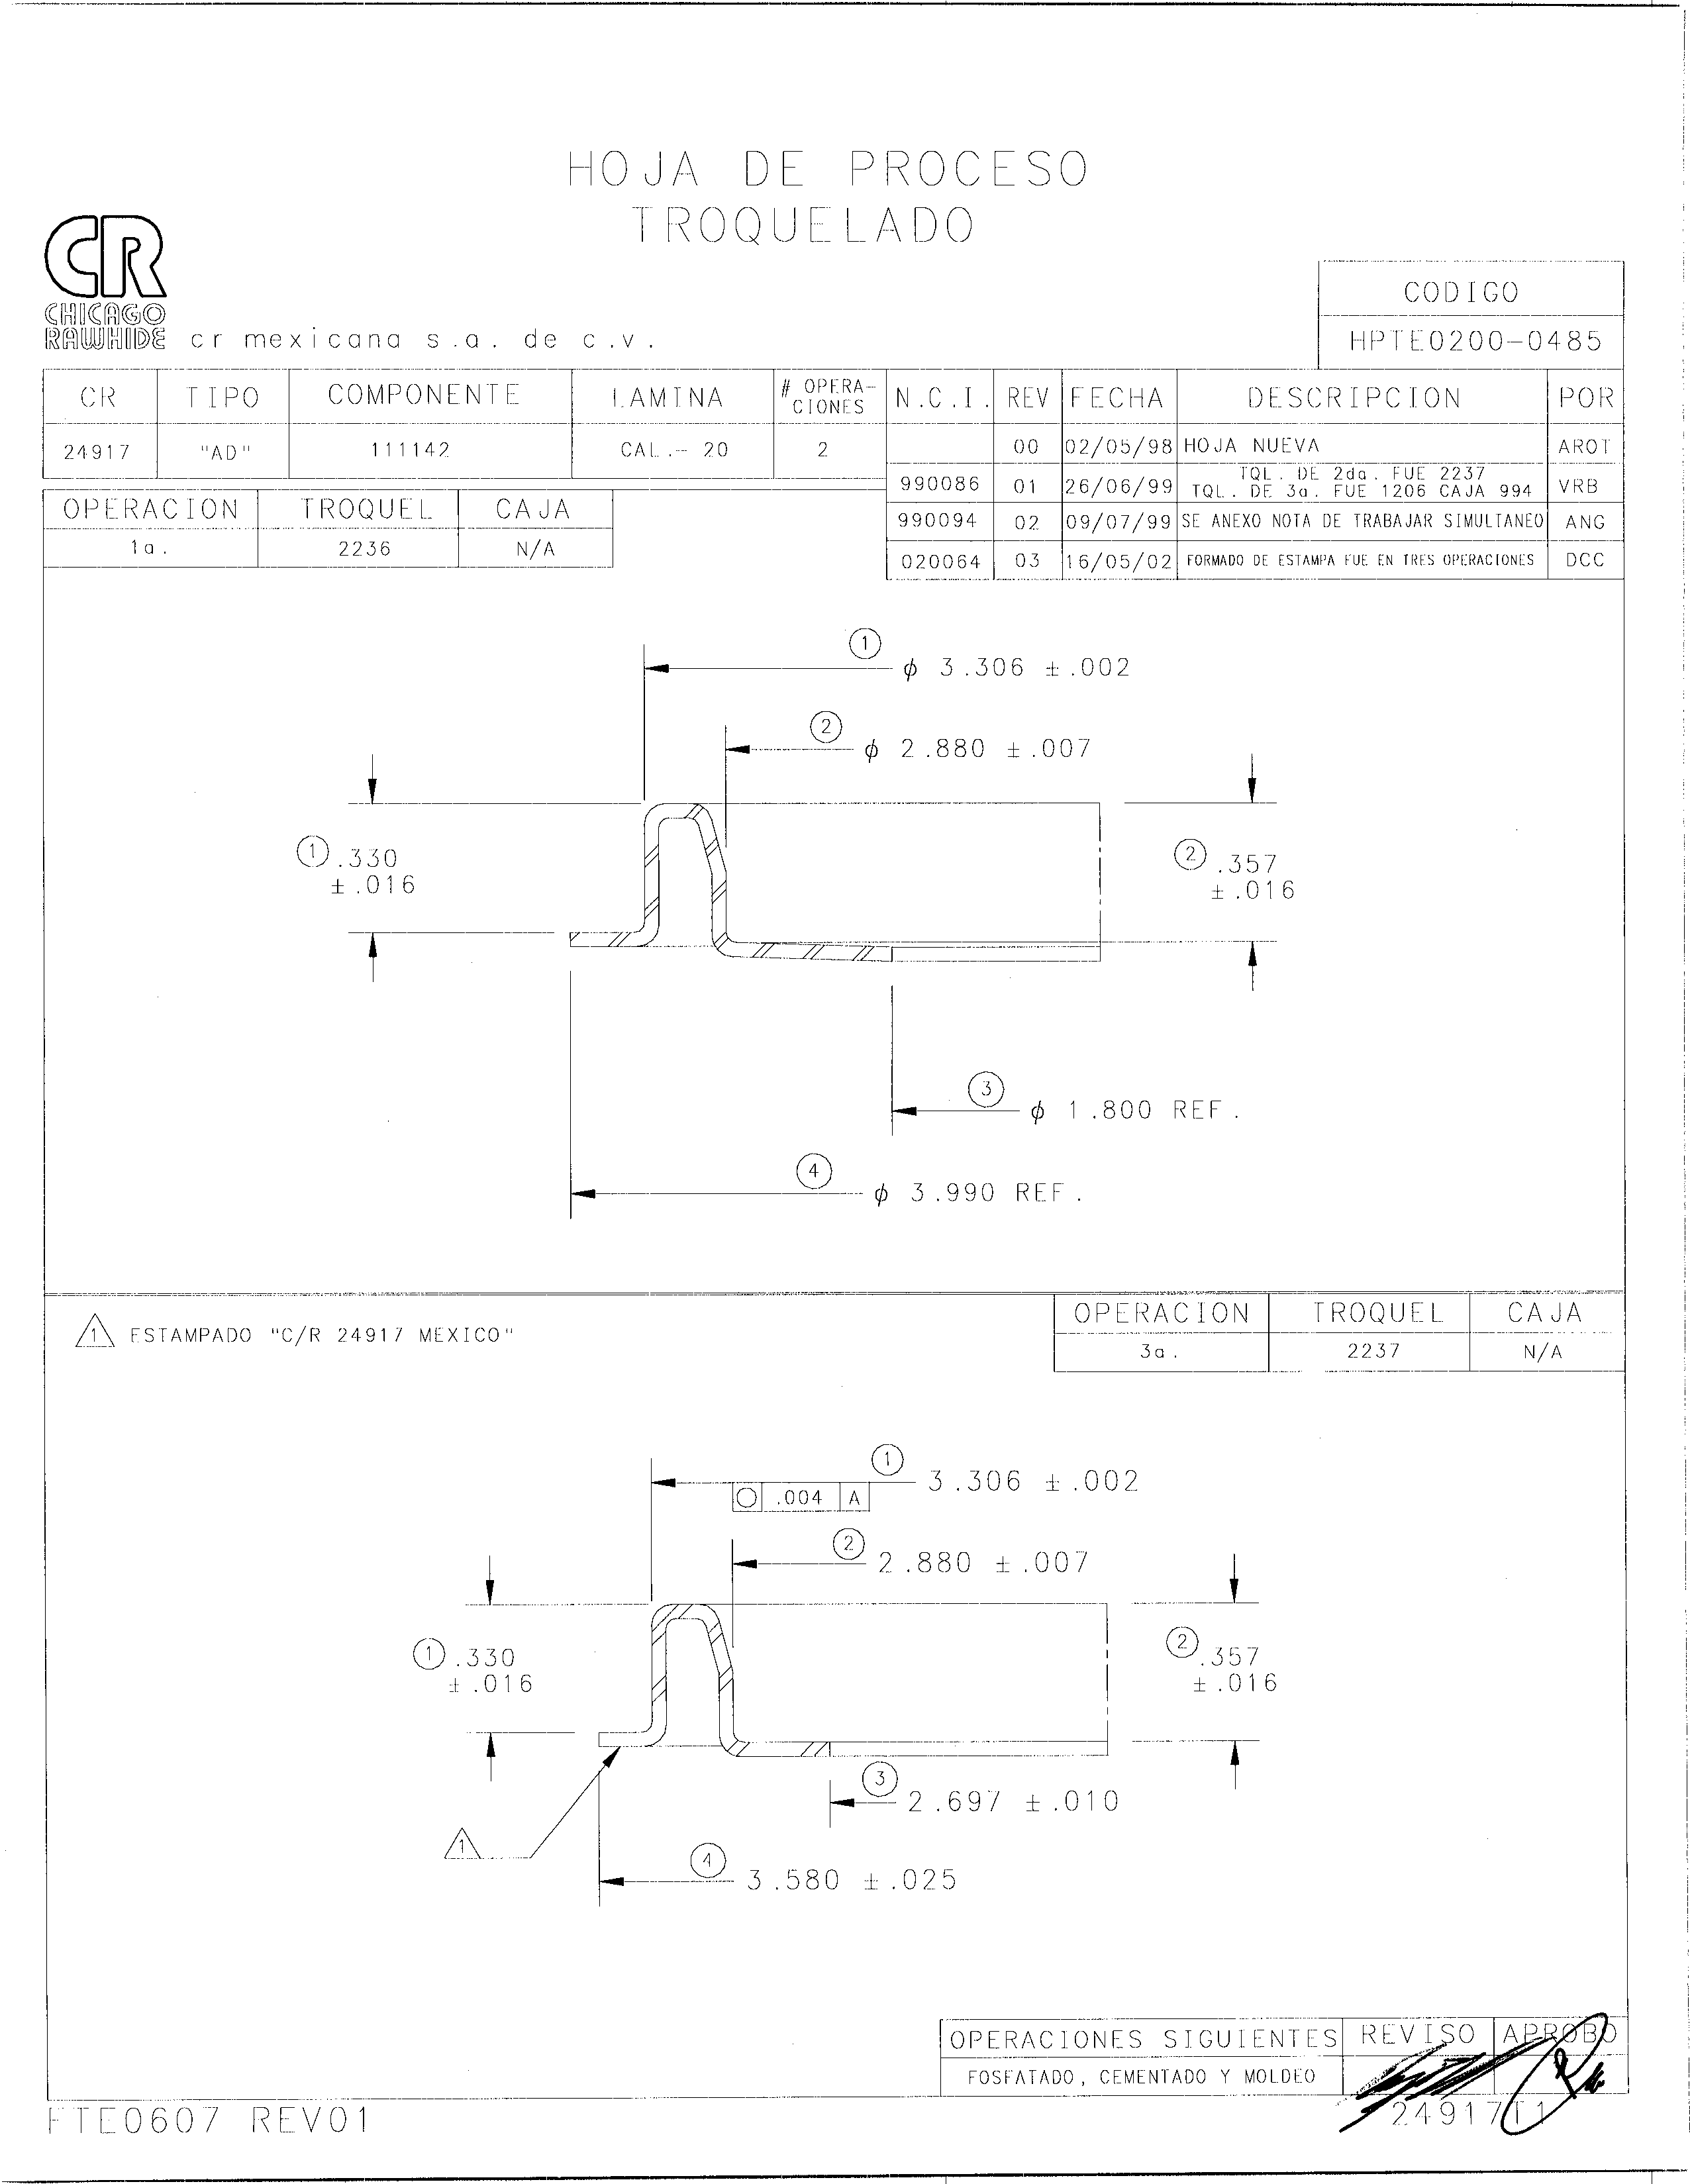 HOJA DE PROCESO
TROQUELADO
CR
CHICAGO
RAWHIDE
cr mexicana s.a. de c.v.
CODIGO
HPTE0200-0485
CR TIPO COMPONENTE LAMINA # OPERA-CIONES
24917 "AD" 111142 CAL.- 20 2
N.C.I. REV FECHA DESCRIPCION POR
00 02/05/98 HOJA NUEVA AROT
990086 01 26/06/99 TQL. DE 2da. FUE 2237
TQL. DE 3a. FUE 1206 CAJA 994 VRB
990094 02 09/07/99 SE ANEXO NOTA DE TRABAJAR SIMULTANEO ANG
020064 03 16/05/02 FORMADO DE ESTAMPA FUE EN TRES OPERACIONES DCC
OPERACION TROQUEL CAJA
1a. 2236 N/A
1
ϕ 3.306 ±.002
2
ϕ 2.880 ±.007
1 .330
±.016
2 .357
±.016
3
ϕ 1.800 REF.
4
ϕ 3.990 REF.
1 ESTAMPADO "C/R 24917 MEXICO"
OPERACION TROQUEL CAJA
3a. 2237 N/A
1
3.306 ±.002
.004 A
2
2.880 ±.007
1 .330
±.016
2 .357
±.016
3
2.697 ±.010
1
4
3.580 ±.025
OPERACIONES SIGUIENTES REVISO APROBO
FOSFATADO, CEMENTADO Y MOLDEO
FTE0607 REV01
24917T1